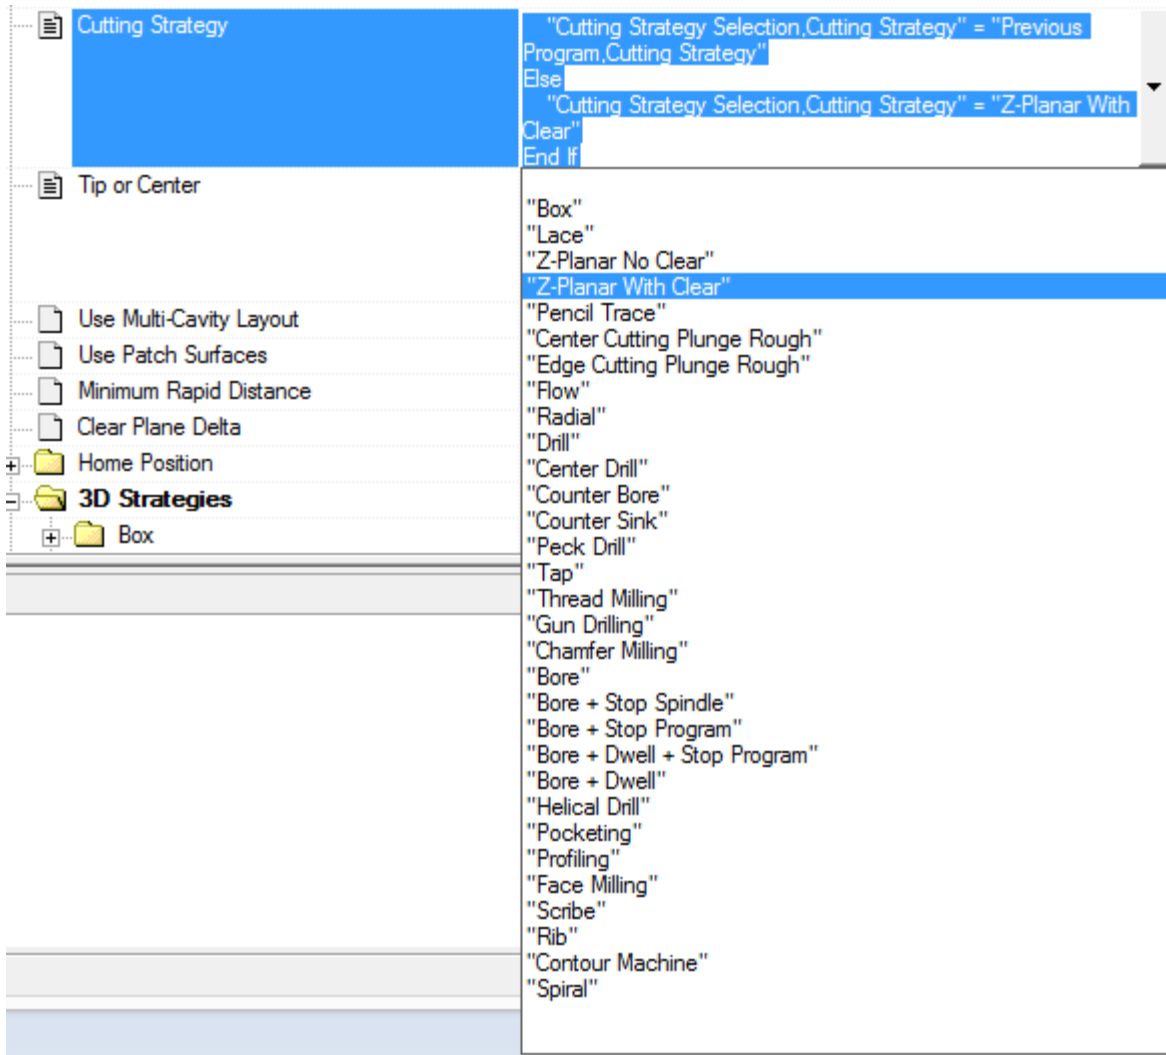 Cutting Strategy
"Cutting Strategy Selection,Cutting Strategy" = "Previous
Program,Cutting Strategy"
Else
"Cutting Strategy Selection,Cutting Strategy" = "Z-Planar With
Clear"
End If
Tip or Center
Use Multi-Cavity Layout
Use Patch Surfaces
Minimum Rapid Distance
Clear Plane Delta
Home Position
3D Strategies
Box
"Box"
"Lace"
"Z-Planar No Clear"
"Z-Planar With Clear"
"Pencil Trace"
"Center Cutting Plunge Rough"
"Edge Cutting Plunge Rough"
"Flow"
"Radial"
"Drill"
"Center Drill"
"Counter Bore"
"Counter Sink"
"Peck Drill"
"Tap"
"Thread Milling"
"Gun Drilling"
"Chamfer Milling"
"Bore"
"Bore + Stop Spindle"
"Bore + Stop Program"
"Bore + Dwell + Stop Program"
"Bore + Dwell"
"Helical Drill"
"Pocketing"
"Profiling"
"Face Milling"
"Scribe"
"Rib"
"Contour Machine"
"Spiral"